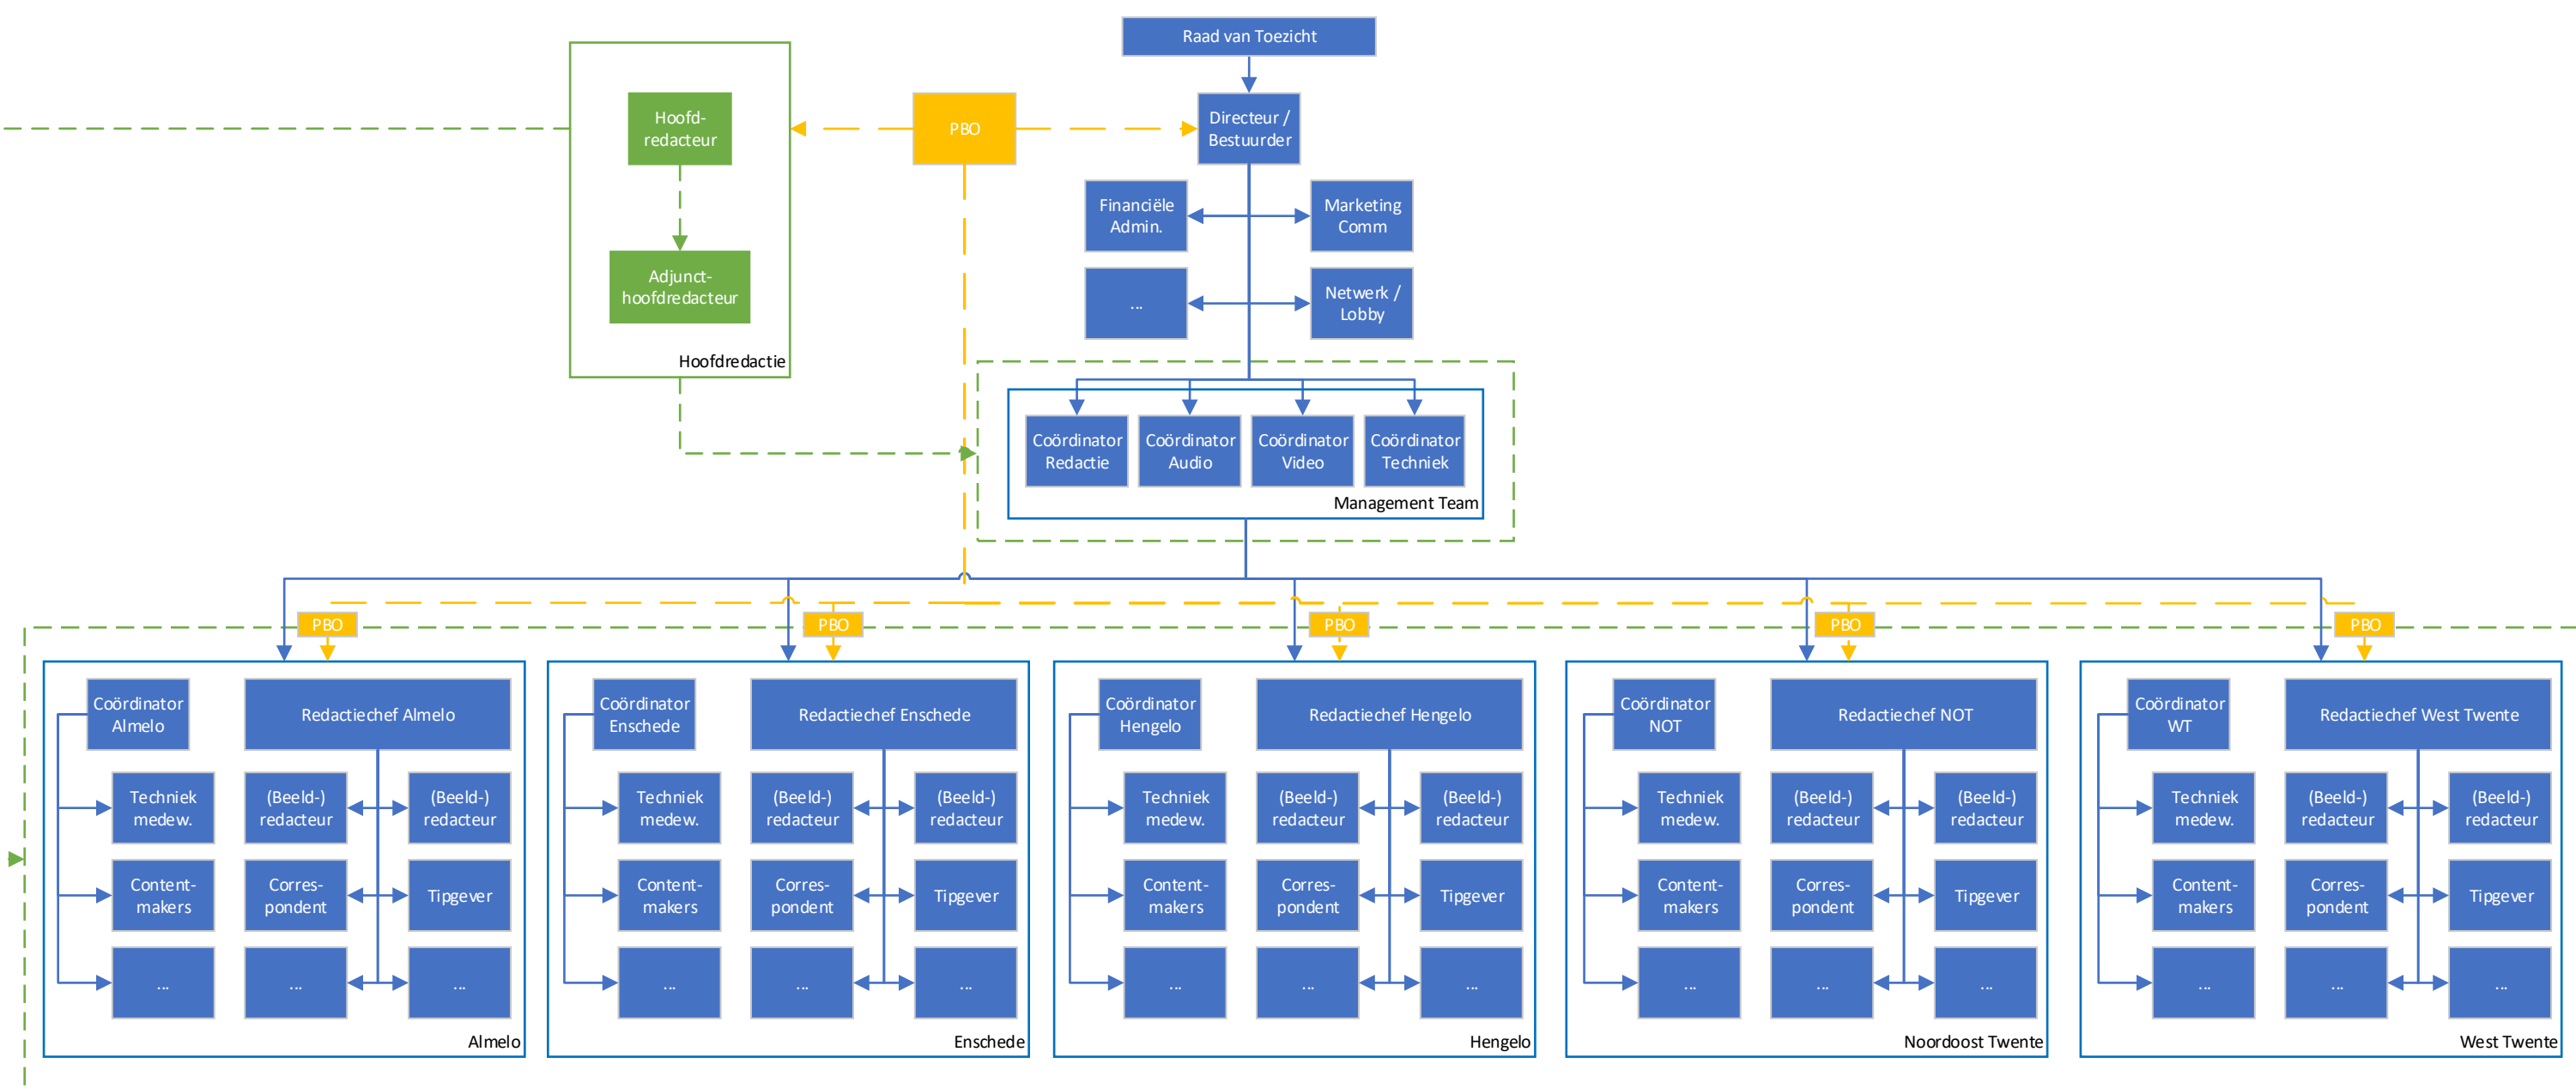 Raad van Toezicht
Hoofd-
redacteur
PBO
Directeur /
Bestuurder
Financiële
Admin.
Marketing
Comm
Adjunct-
hoofdredacteur
...
Netwerk /
Lobby
Hoofdredactie
Coördinator
Redactie
Coördinator
Audio
Coördinator
Video
Coördinator
Techniek
Management Team
PBO
PBO
PBO
PBO
PBO
Coördinator
Almelo
Redactiechef Almelo
Techniek
medew.
(Beeld-)
redacteur
(Beeld-)
redacteur
Content-
makers
Corres-
pondent
Tipgever
...
...
...
Almelo
Coördinator
Enschede
Redactiechef Enschede
Techniek
medew.
(Beeld-)
redacteur
(Beeld-)
redacteur
Content-
makers
Corres-
pondent
Tipgever
...
...
...
Enschede
Coördinator
Hengelo
Redactiechef Hengelo
Techniek
medew.
(Beeld-)
redacteur
(Beeld-)
redacteur
Content-
makers
Corres-
pondent
Tipgever
...
...
...
Hengelo
Coördinator
NOT
Redactiechef NOT
Techniek
medew.
(Beeld-)
redacteur
(Beeld-)
redacteur
Content-
makers
Corres-
pondent
Tipgever
...
...
...
Noordoost Twente
Coördinator
WT
Redactiechef West Twente
Techniek
medew.
(Beeld-)
redacteur
(Beeld-)
redacteur
Content-
makers
Corres-
pondent
Tipgever
...
...
...
West Twente